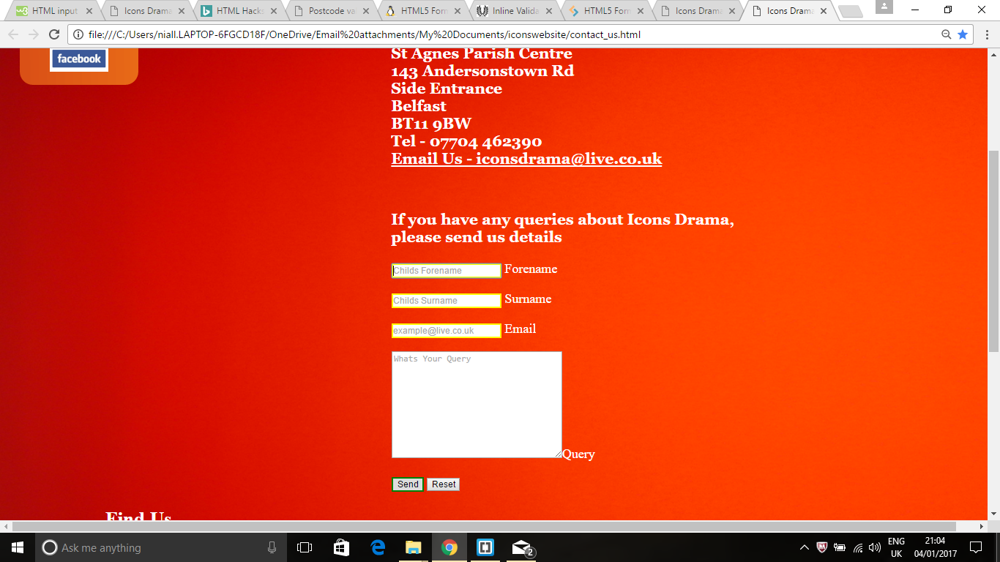 HTML input
Icons Drama
HTML Hacks
Postcode va
HTML5 Form
Inline Valida
HTML5 Form
Icons Drama
Icons Drama
file:///C:/Users/niall.LAPTOP-6FGCD18F/OneDrive/Email%20attachments/My%20Documents/iconswebsite/contact_us.html
facebook
St Agnes Parish Centre
143 Andersonstown Rd
Side Entrance
Belfast
BT11 9BW
Tel - 07704 462390
Email Us - iconsdrama@live.co.uk
If you have any queries about Icons Drama,
please send us details
Childs Forename Forename
Childs Surname Surname
example@live.co.uk Email
Whats Your Query
Query
Send Reset
Find Us
Ask me anything
2
ENG
UK
21:04
04/01/2017